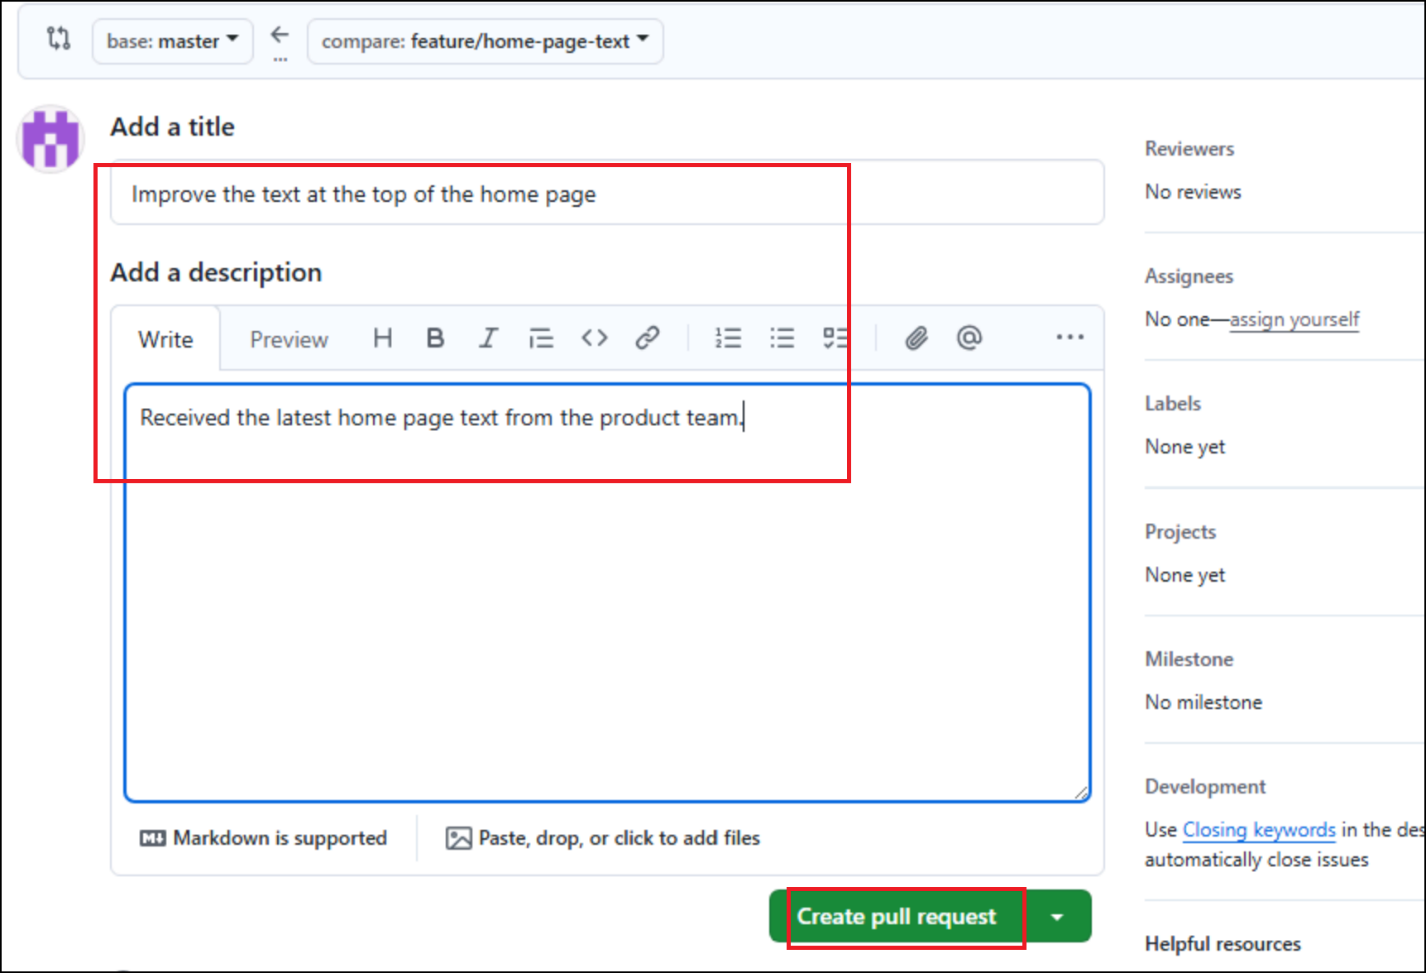 base: master
compare: feature/home-page-text
Add a title
Improve the text at the top of the home page
Add a description
Write Preview
Received the latest home page text from the product team.
Markdown is supported
Paste, drop, or click to add files
Create pull request
Reviewers
No reviews
Assignees
No one—assign yourself
Labels
None yet
Projects
None yet
Milestone
No milestone
Development
Use Closing keywords in the des
automatically close issues
Helpful resources